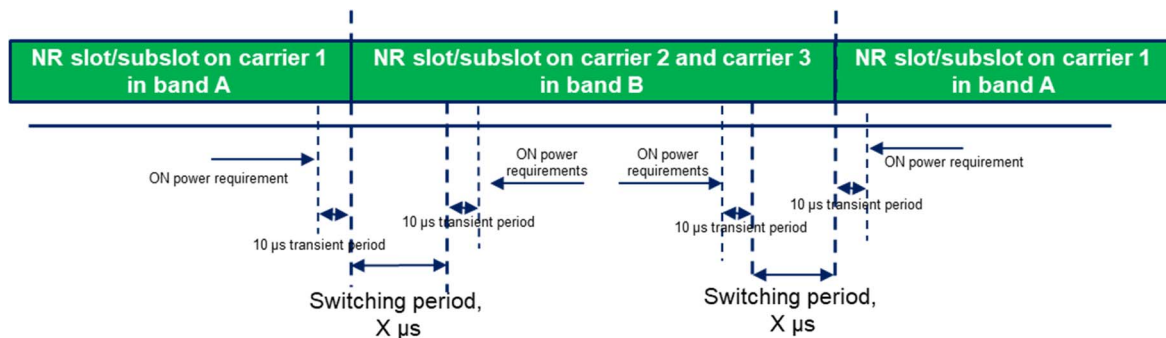 NR slot/subslot on carrier 1
in band A
NR slot/subslot on carrier 2 and carrier 3
in band B
NR slot/subslot on carrier 1
in band A
ON power requirement
ON power
requirements
ON power
requirements
ON power requirement
10 µs transient period
10 µs transient period
10 µs transient period
10 µs transient period
Switching period,
X µs
Switching period,
X µs